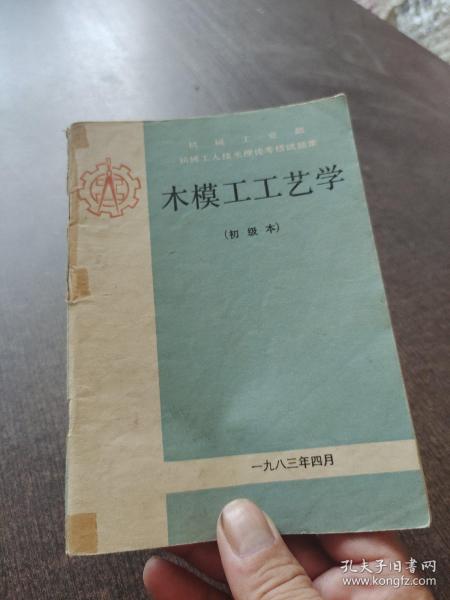 机械工业部
机械工人技术理论考核试题库
木模工工艺学
（初级本）
一九八三年四月
孔夫子旧书网
www.kongfz.com